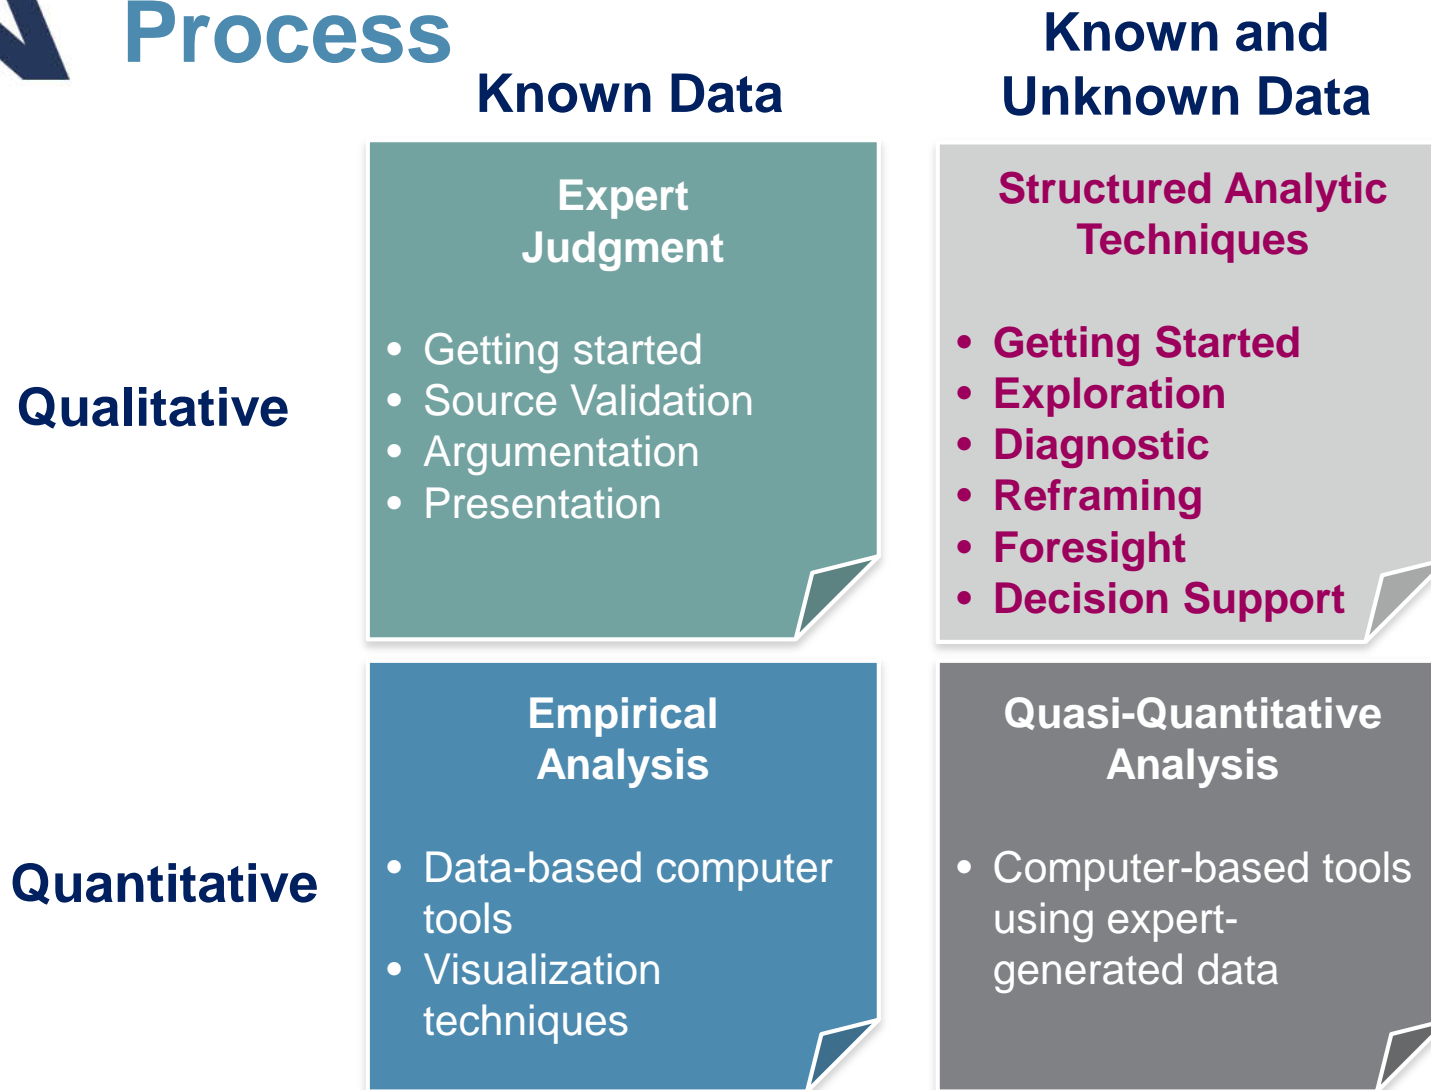 Process
Known Data
Known and
Unknown Data
Qualitative
Expert
Judgment
• Getting started
• Source Validation
• Argumentation
• Presentation
Structured Analytic
Techniques
• Getting Started
• Exploration
• Diagnostic
• Reframing
• Foresight
• Decision Support
Quantitative
Empirical
Analysis
• Data-based computer
tools
• Visualization
techniques
Quasi-Quantitative
Analysis
• Computer-based tools
using expert-
generated data